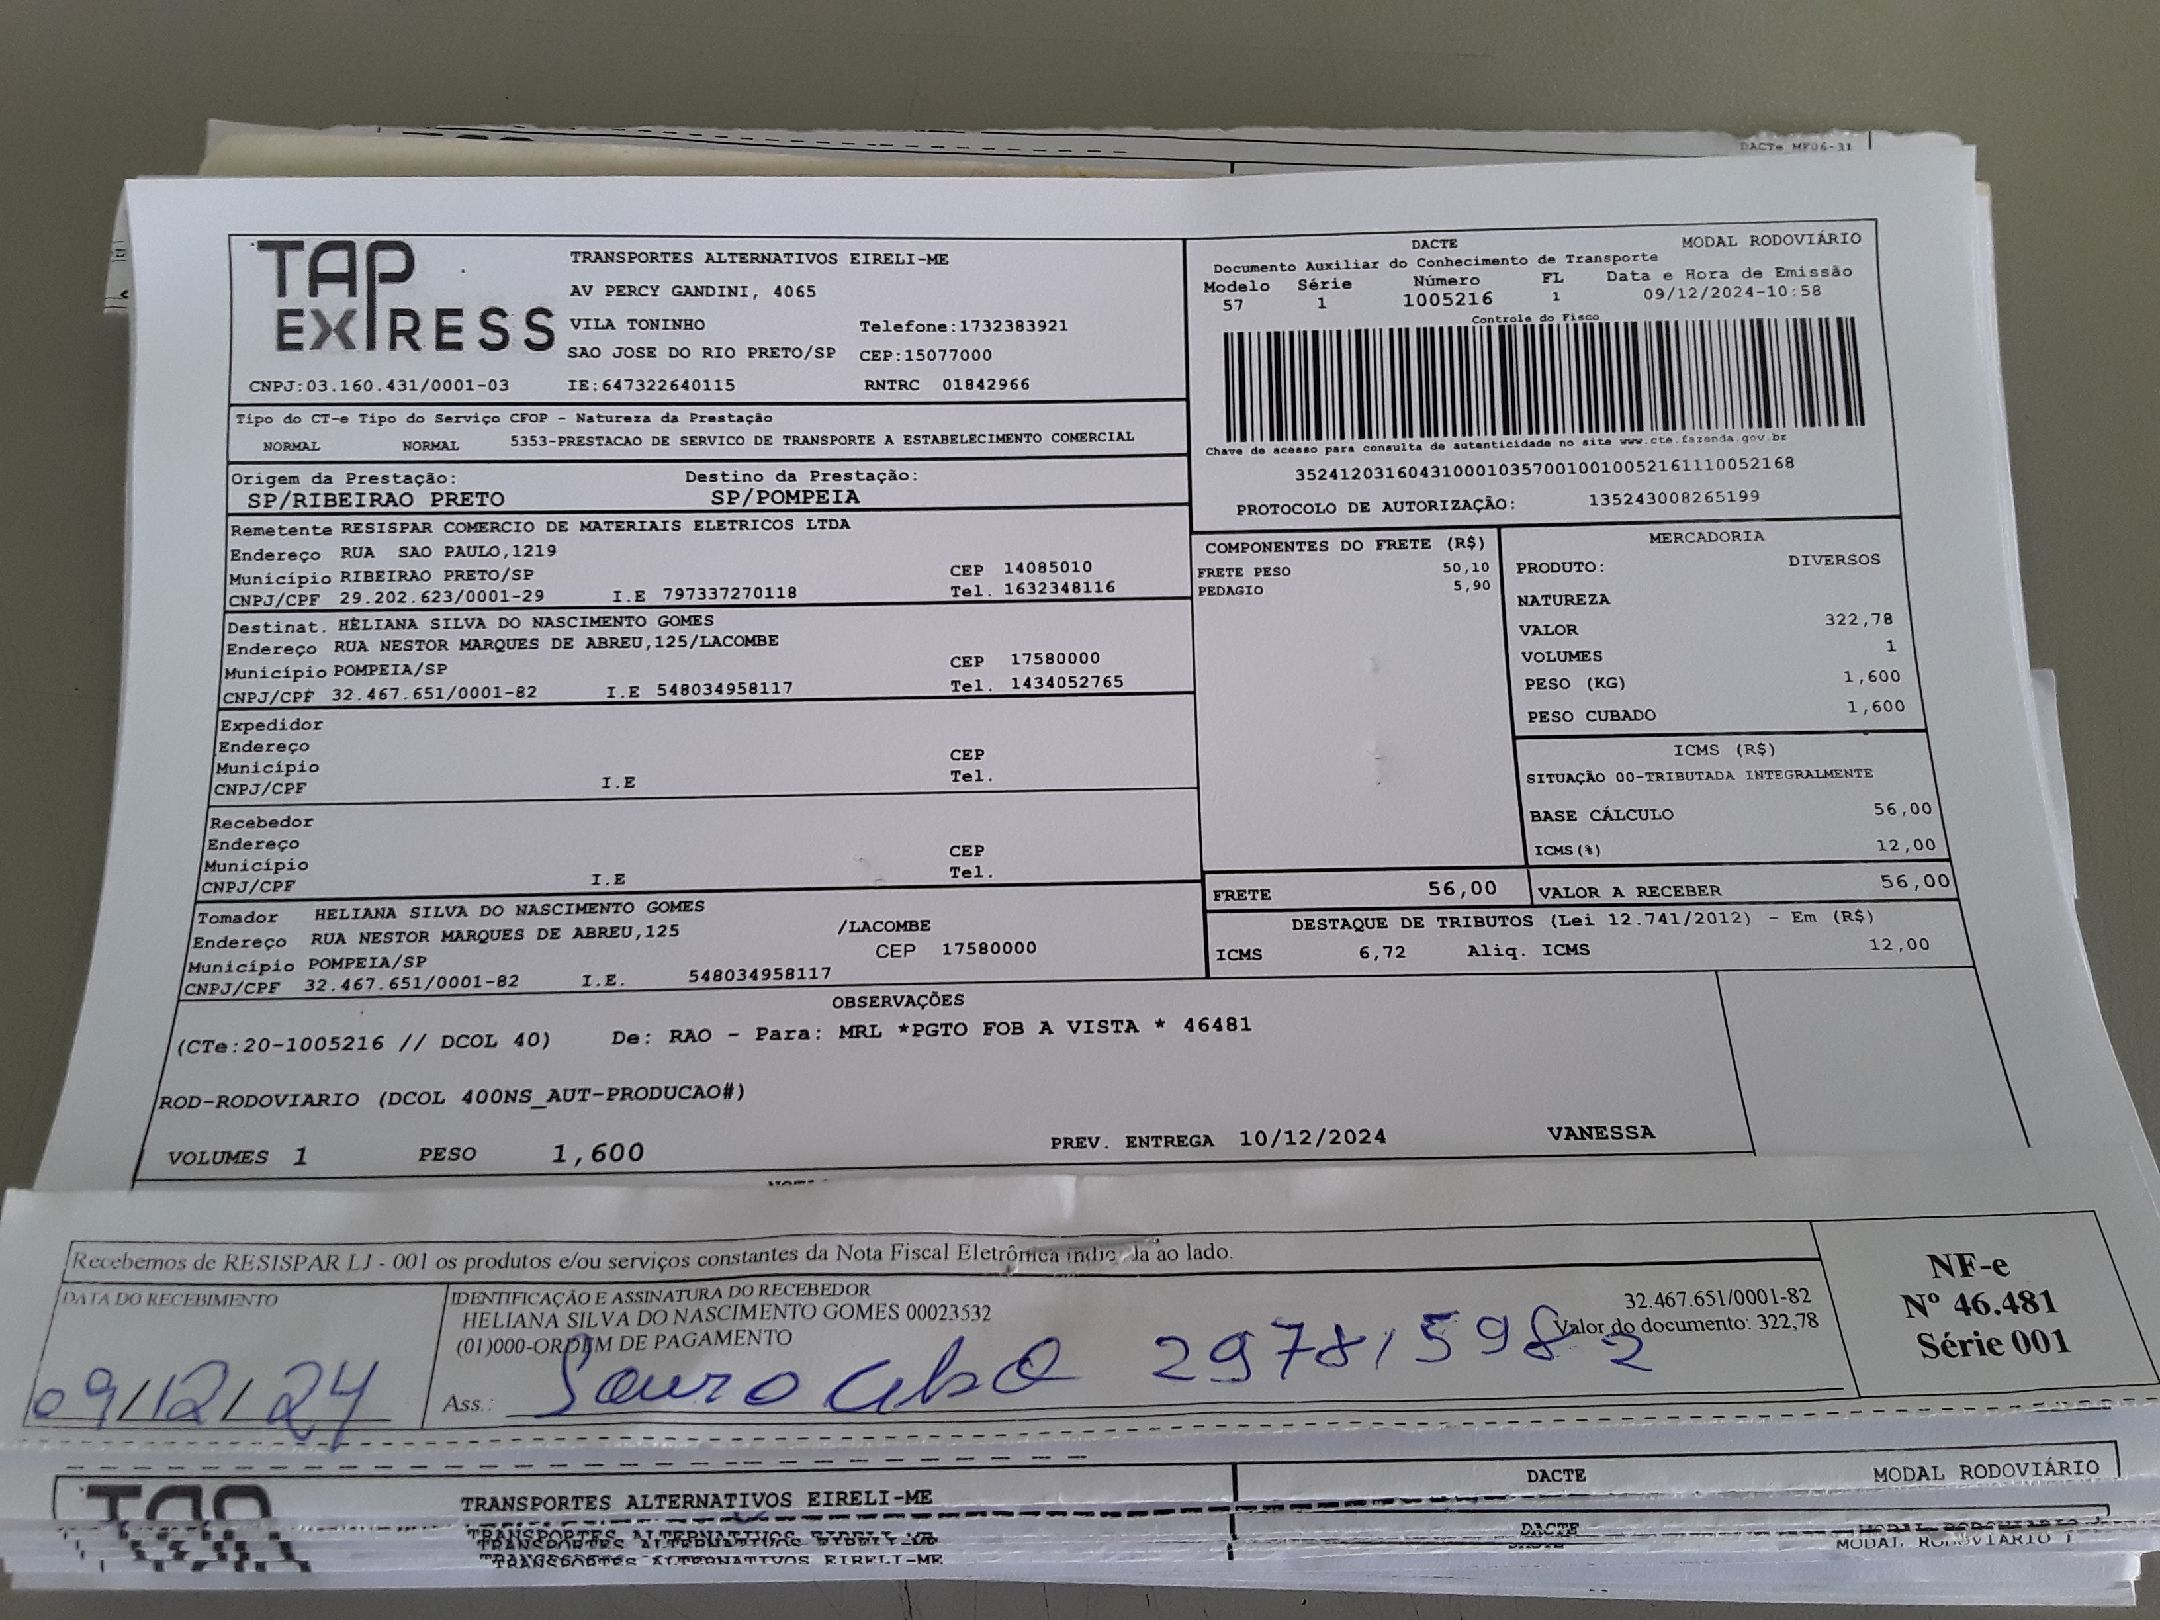 DACTe MF06-31
TAP EXPRESS
TRANSPORTES ALTERNATIVOS EIRELI-ME
AV PERCY GANDINI, 4065
VILA TONINHO Telefone:1732383921
SAO JOSE DO RIO PRETO/SP CEP:15077000
CNPJ:03.160.431/0001-03 IE:647322640115 RNTRC 01842966
DACTE MODAL RODOVIÁRIO
Documento Auxiliar do Conhecimento de Transporte
Modelo Série Número FL Data e Hora de Emissão
57 1 1005216 1 09/12/2024-10:58
Controle do Fisco
Chave de acesso para consulta de autenticidade no site www.cte.fazenda.gov.br
35241203160431000103570010010052161110052168
PROTOCOLO DE AUTORIZAÇÃO: 135243008265199
Tipo do CT-e Tipo do Serviço CFOP - Natureza da Prestação
NORMAL NORMAL 5353-PRESTACAO DE SERVICO DE TRANSPORTE A ESTABELECIMENTO COMERCIAL
Origem da Prestação: Destino da Prestação:
SP/RIBEIRAO PRETO SP/POMPEIA
Remetente RESISPAR COMERCIO DE MATERIAIS ELETRICOS LTDA
Endereço RUA SAO PAULO,1219
Município RIBEIRAO PRETO/SP CEP 14085010
CNPJ/CPF 29.202.623/0001-29 I.E 797337270118 Tel. 1632348116
Destinat. HELIANA SILVA DO NASCIMENTO GOMES
Endereço RUA NESTOR MARQUES DE ABREU,125/LACOMBE
Município POMPEIA/SP CEP 17580000
CNPJ/CPF 32.467.651/0001-82 I.E 548034958117 Tel. 1434052765
Expedidor
Endereço
Município CEP
CNPJ/CPF I.E Tel.
Recebedor
Endereço
Município CEP
CNPJ/CPF I.E Tel.
Tomador HELIANA SILVA DO NASCIMENTO GOMES
Endereço RUA NESTOR MARQUES DE ABREU,125 /LACOMBE
Município POMPEIA/SP CEP 17580000
CNPJ/CPF 32.467.651/0001-82 I.E. 548034958117
COMPONENTES DO FRETE (R$)
FRETE PESO 50,10
PEDAGIO 5,90
MERCADORIA
PRODUTO: DIVERSOS
NATUREZA
VALOR 322,78
VOLUMES 1
PESO (KG) 1,600
PESO CUBADO 1,600
ICMS (R$)
SITUAÇÃO 00-TRIBUTADA INTEGRALMENTE
BASE CÁLCULO 56,00
ICMS(%) 12,00
FRETE 56,00 VALOR A RECEBER 56,00
DESTAQUE DE TRIBUTOS (Lei 12.741/2012) - Em (R$)
ICMS 6,72 Aliq. ICMS 12,00
OBSERVAÇÕES
(CTe:20-1005216 // DCOL 40) De: RAO - Para: MRL *PGTO FOB A VISTA * 46481
ROD-RODOVIARIO (DCOL 400NS_AUT-PRODUCAO#)
VOLUMES 1 PESO 1,600 PREV. ENTREGA 10/12/2024 VANESSA
Recebemos de RESISPAR LJ - 001 os produtos e/ou serviços constantes da Nota Fiscal Eletrônica indicada ao lado.
DATA DO RECEBIMENTO
09/12/24
IDENTIFICAÇÃO E ASSINATURA DO RECEBEDOR
HELIANA SILVA DO NASCIMENTO GOMES 00023532 32.467.651/0001-82
(01)000-ORDEM DE PAGAMENTO Valor do documento: 322,78
Ass.: 297815982
NF-e
Nº 46.481
Série 001
TRANSPORTES ALTERNATIVOS EIRELI-ME DACTE MODAL RODOVIÁRIO
TRANSPORTES ALTERNATIVOS EIRELI-ME DACTE